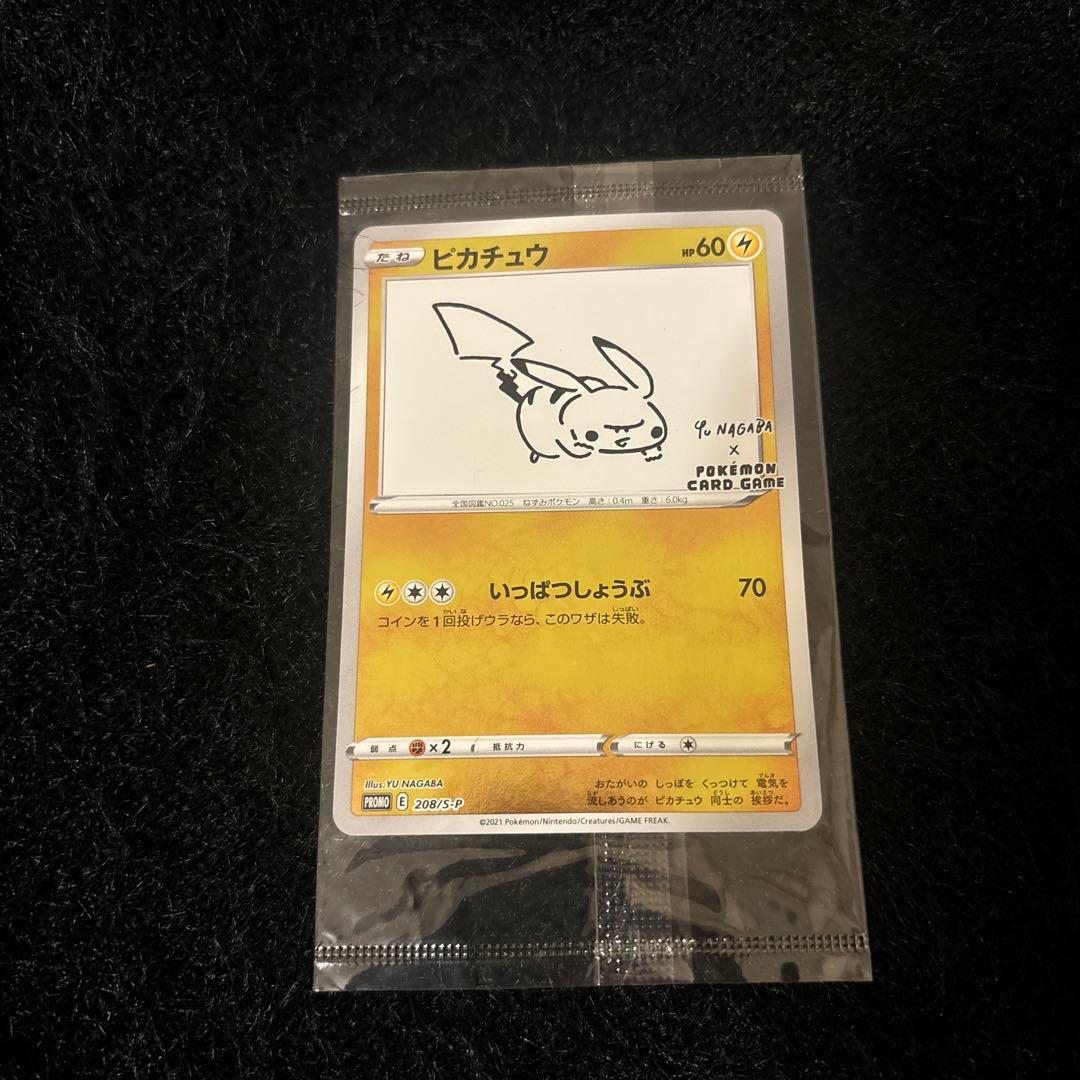 たね ピカチュウ HP60
Yu NAGABA
×
POKÉMON
CARD GAME
全国図鑑NO.025 ねずみポケモン 高さ:0.4m 重さ:6.0kg
いっぱつしょうぶ 70
コインを1回投げウラなら、このワザは失敗。
弱点 ×2 抵抗力 にげる
Illus.YU NAGABA
PROMO E 208/S-P
おたがいの しっぽを くっつけて 電気を
流しあうのが ピカチュウ 同士の 挨拶だ。
©2021 Pokémon/Nintendo/Creatures/GAME FREAK.